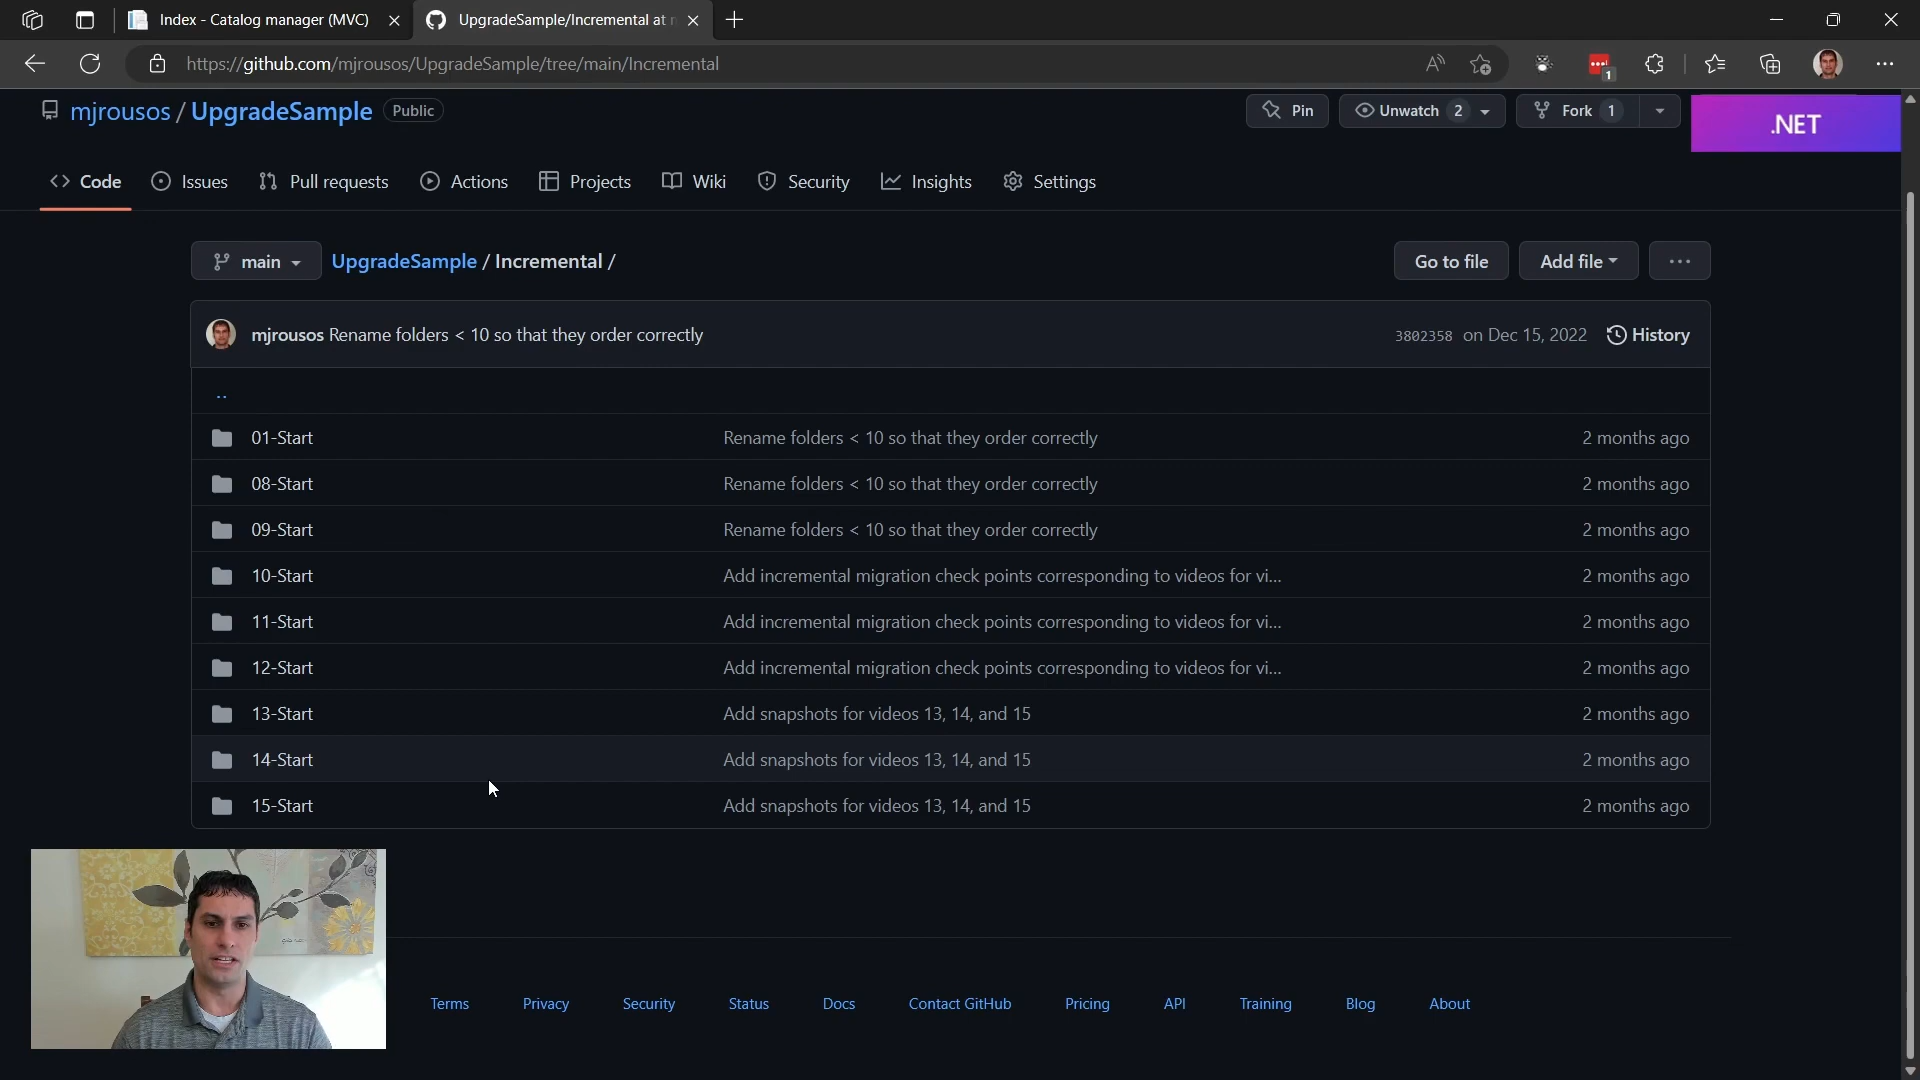 Index - Catalog manager (MVC)
UpgradeSample/Incremental at
https://github.com/mjrousos/UpgradeSample/tree/main/Incremental
1
mjrousos / UpgradeSample Public
Pin
Unwatch 2
Fork 1
.NET
Code
Issues
Pull requests
Actions
Projects
Wiki
Security
Insights
Settings
main
UpgradeSample / Incremental /
Go to file
Add file
mjrousos Rename folders < 10 so that they order correctly
3802358 on Dec 15, 2022
History
..
01-Start Rename folders < 10 so that they order correctly 2 months ago
08-Start Rename folders < 10 so that they order correctly 2 months ago
09-Start Rename folders < 10 so that they order correctly 2 months ago
10-Start Add incremental migration check points corresponding to videos for vi... 2 months ago
11-Start Add incremental migration check points corresponding to videos for vi... 2 months ago
12-Start Add incremental migration check points corresponding to videos for vi... 2 months ago
13-Start Add snapshots for videos 13, 14, and 15 2 months ago
14-Start Add snapshots for videos 13, 14, and 15 2 months ago
15-Start Add snapshots for videos 13, 14, and 15 2 months ago
Terms Privacy Security Status Docs Contact GitHub Pricing API Training Blog About